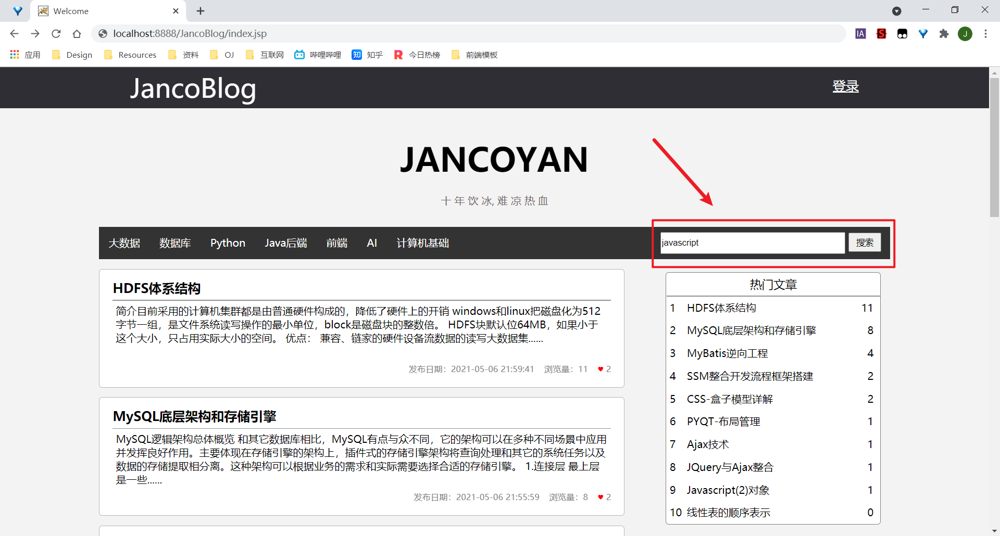 Welcome
localhost:8888/JancoBlog/index.jsp
IA
S
J
应用
Design
Resources
资料
OJ
互联网
哔哩哔哩
知 知乎
R 今日热榜
前端模板
JancoBlog
登录
JANCOYAN
十年饮冰,难凉热血
大数据 数据库 Python Java后端 前端 AI 计算机基础
javascript
搜索
HDFS体系结构
简介目前采用的计算机集群都是由普通硬件构成的，降低了硬件上的开销 windows和linux把磁盘化为512
字节一组，是文件系统读写操作的最小单位，block是磁盘块的整数倍。 HDFS块默认位64MB，如果小于
这个大小，只占用实际大小的空间。 优点： 兼容、链家的硬件设备流数据的读写大数据集......
发布日期：2021-05-06 21:59:41 浏览量：11 ♥ 2
MySQL底层架构和存储引擎
MySQL逻辑架构总体概览 和其它数据库相比，MySQL有点与众不同，它的架构可以在多种不同场景中应用
并发挥良好作用。主要体现在存储引擎的架构上，插件式的存储引擎架构将查询处理和其它的系统任务以及
数据的存储提取相分离。这种架构可以根据业务的需求和实际需要选择合适的存储引擎。 1.连接层 最上层
是一些......
发布日期：2021-05-06 21:55:59 浏览量：8 ♥ 2
热门文章
1 HDFS体系结构 11
2 MySQL底层架构和存储引擎 8
3 MyBatis逆向工程 4
4 SSM整合开发流程框架搭建 2
5 CSS-盒子模型详解 2
6 PYQT-布局管理 1
7 Ajax技术 1
8 JQuery与Ajax整合 1
9 Javascript(2)对象 1
10 线性表的顺序表示 0